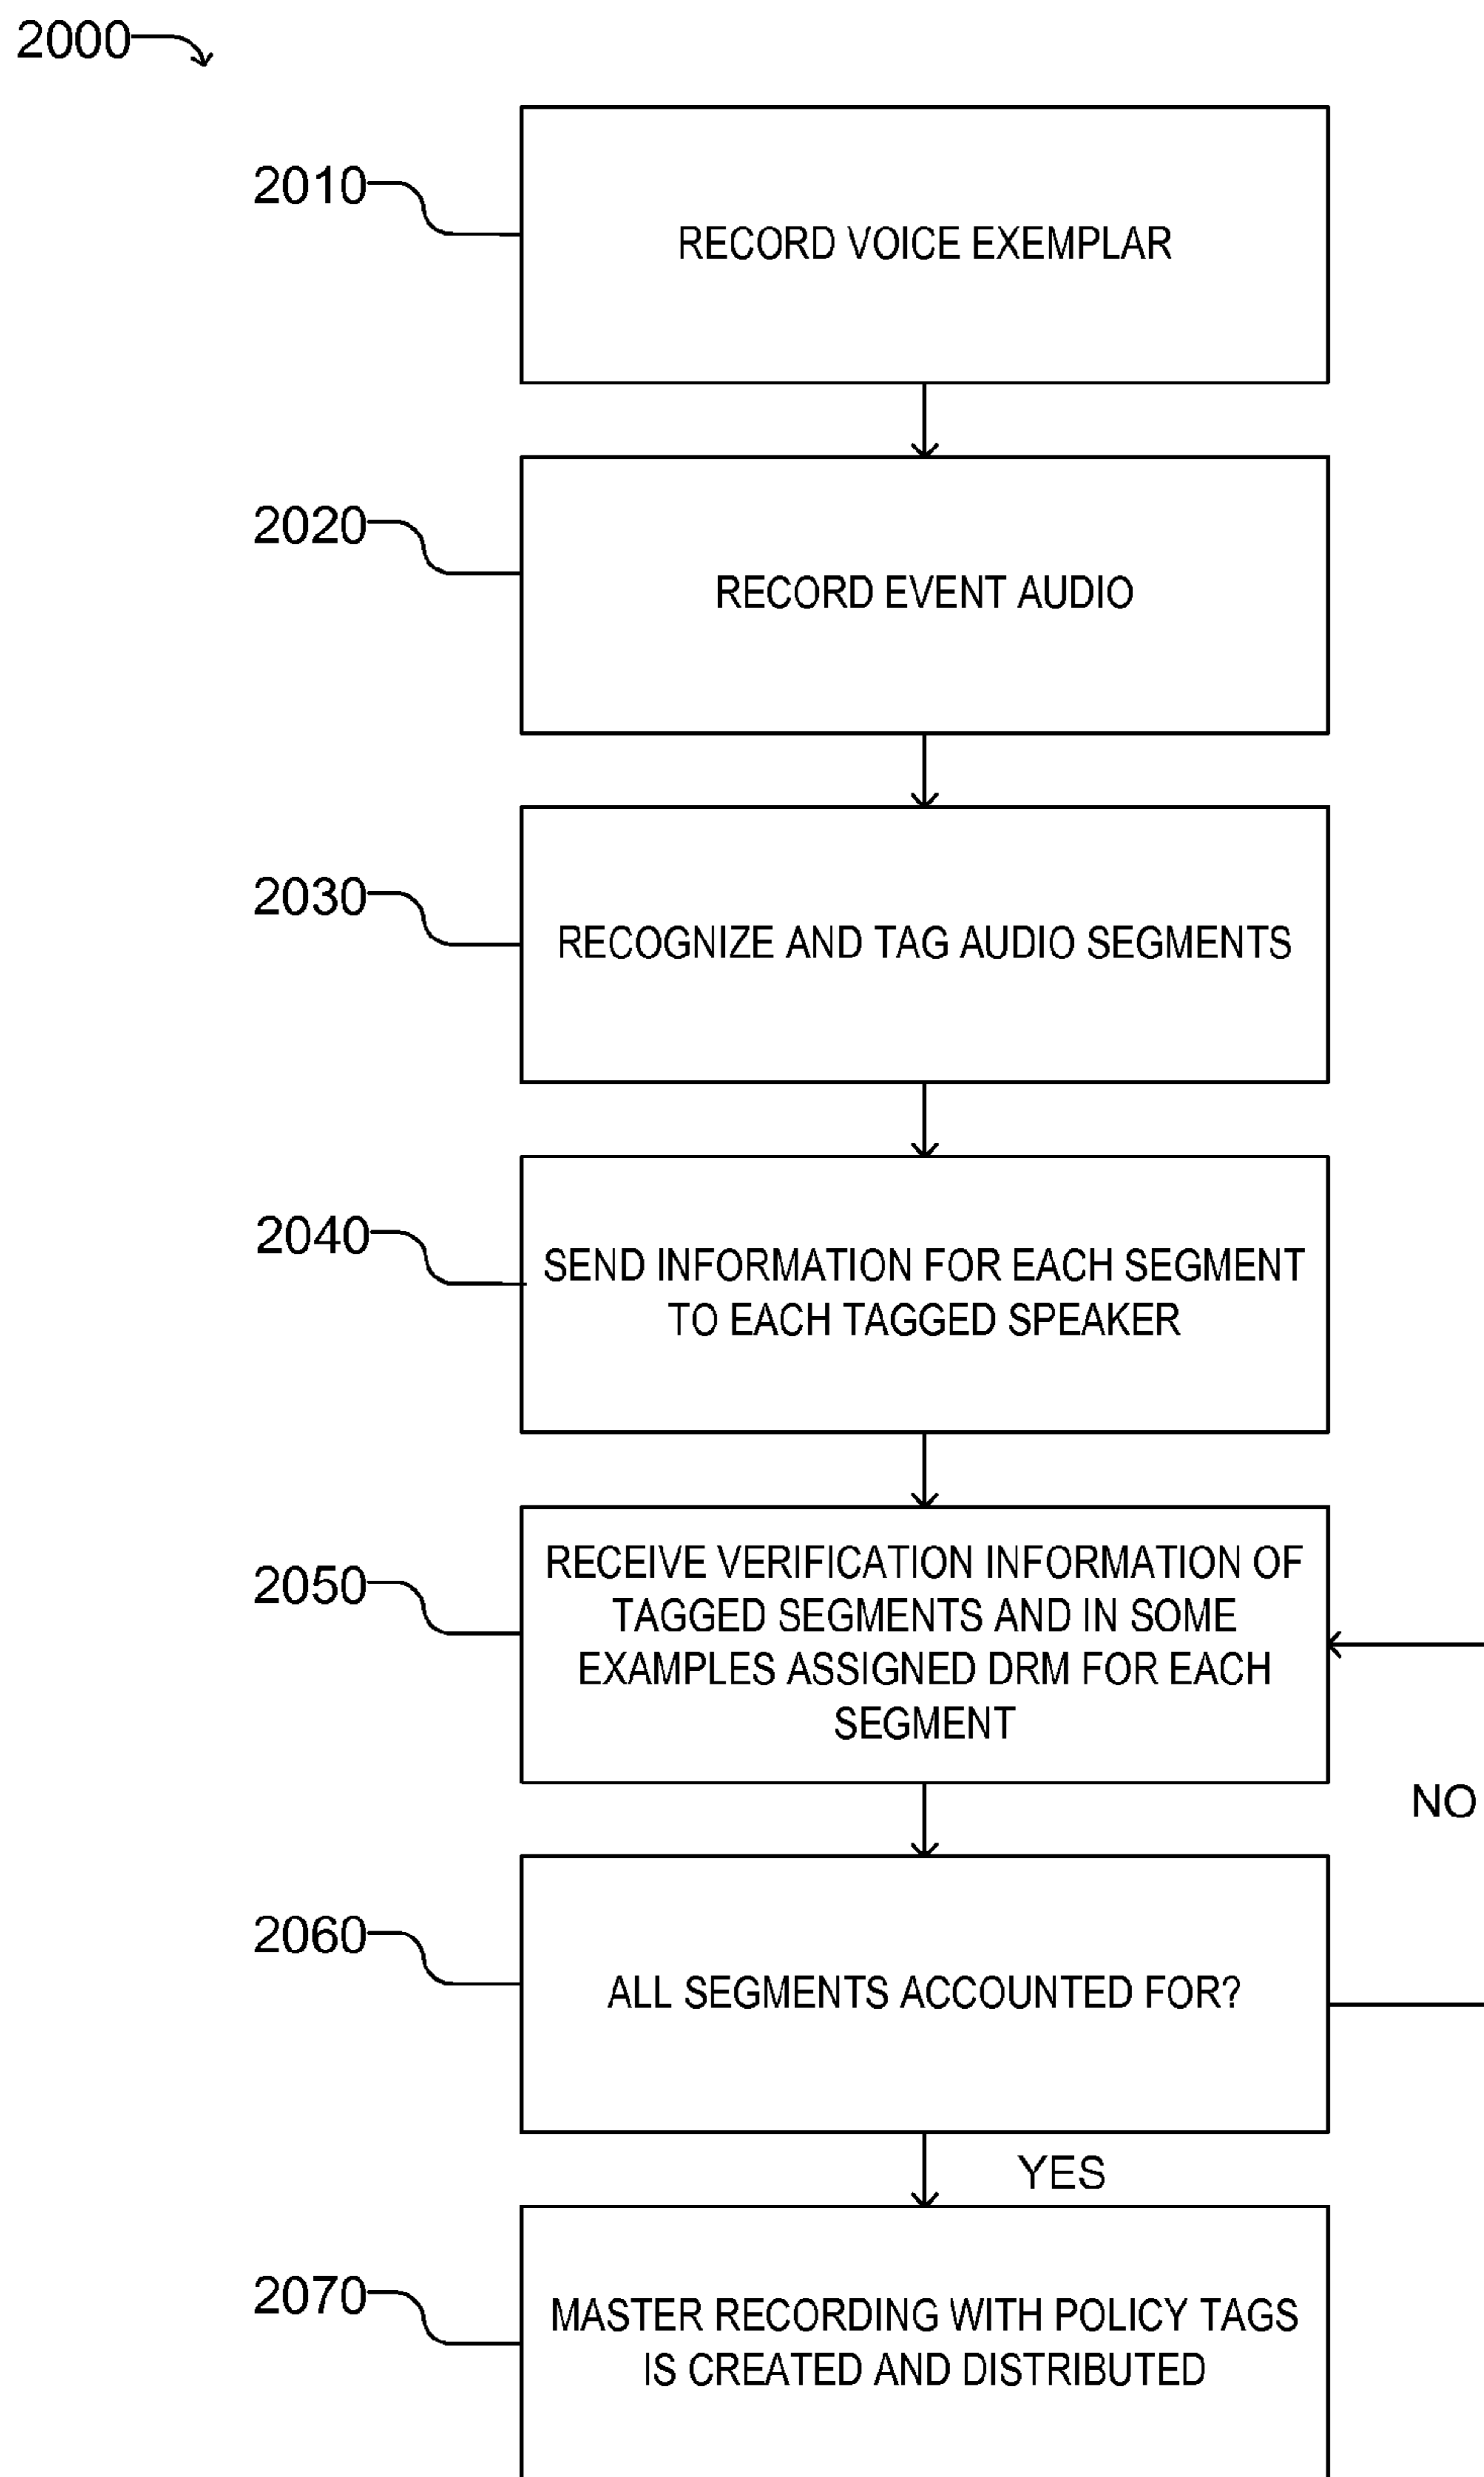 2000
2010
RECORD VOICE EXEMPLAR
2020
RECORD EVENT AUDIO
2030
RECOGNIZE AND TAG AUDIO SEGMENTS
2040
SEND INFORMATION FOR EACH SEGMENT
TO EACH TAGGED SPEAKER
2050
RECEIVE VERIFICATION INFORMATION OF
TAGGED SEGMENTS AND IN SOME
EXAMPLES ASSIGNED DRM FOR EACH
SEGMENT
NO
2060
ALL SEGMENTS ACCOUNTED FOR?
YES
2070
MASTER RECORDING WITH POLICY TAGS
IS CREATED AND DISTRIBUTED